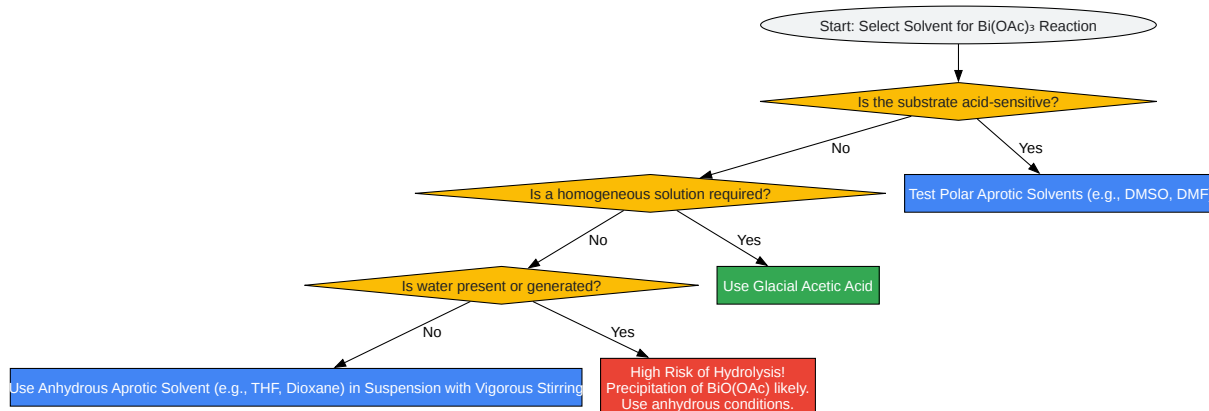 Start: Select Solvent for Bi(OAc)₃ Reaction
Is the substrate acid-sensitive?
No
Yes
Is a homogeneous solution required?
Test Polar Aprotic Solvents (e.g., DMSO, DMF
No
Yes
Is water present or generated?
Use Glacial Acetic Acid
No
Yes
Use Anhydrous Aprotic Solvent (e.g., THF, Dioxane) in Suspension with Vigorous Stirring
High Risk of Hydrolysis!
Precipitation of BiO(OAc) likely.
Use anhydrous conditions.